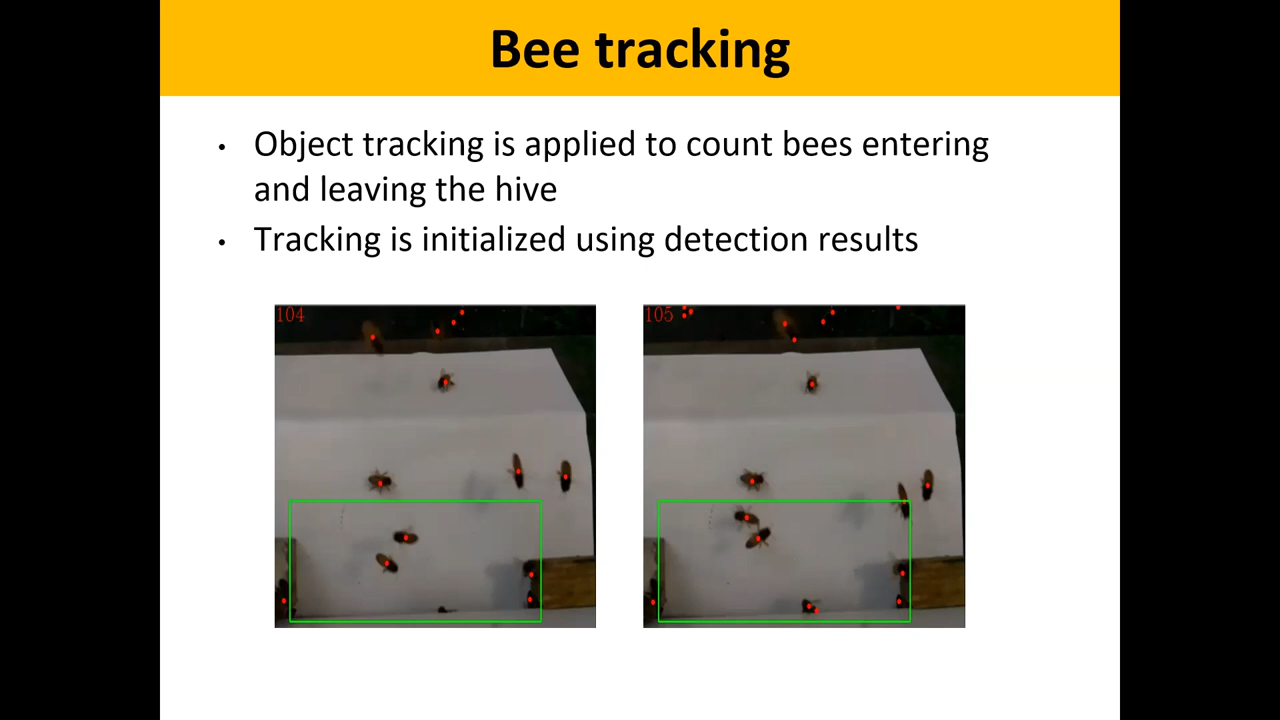 Bee tracking
• Object tracking is applied to count bees entering
and leaving the hive
• Tracking is initialized using detection results
104
105